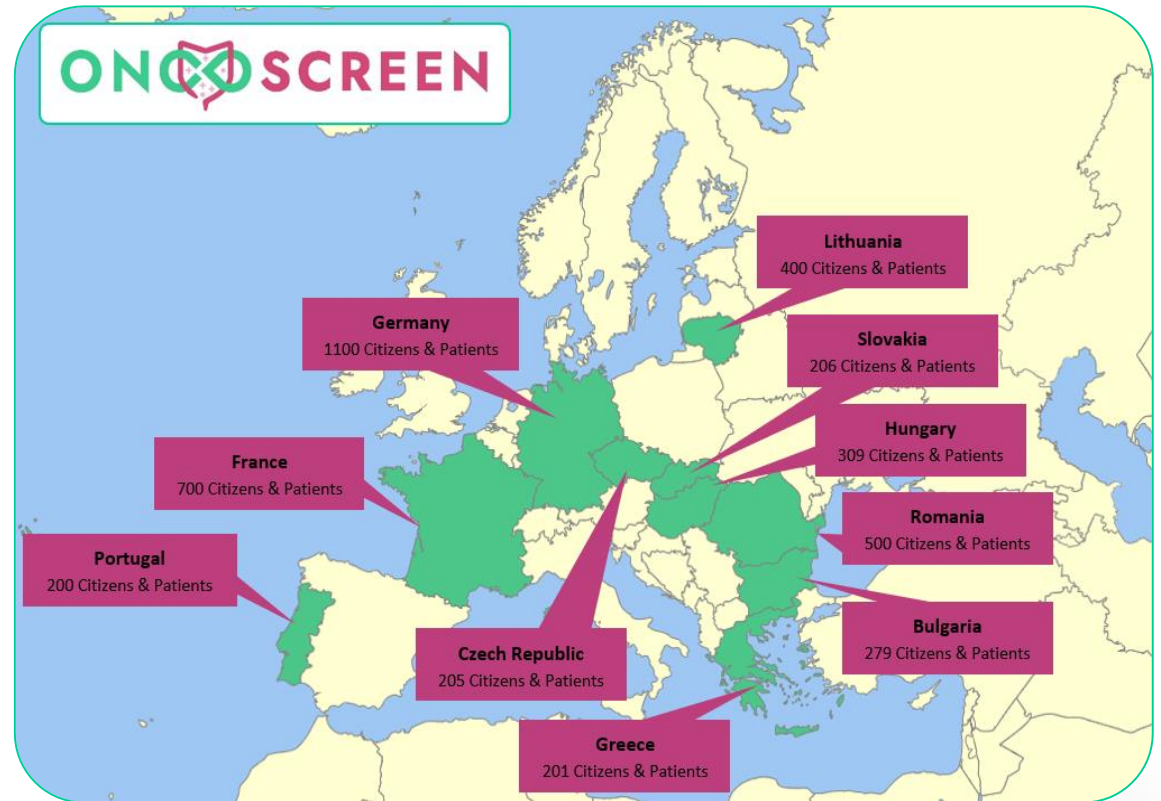 ONCOSCREEN
Lithuania
400 Citizens & Patients
Germany
1100 Citizens & Patients
Slovakia
206 Citizens & Patients
Hungary
309 Citizens & Patients
France
700 Citizens & Patients
Romania
500 Citizens & Patients
Portugal
200 Citizens & Patients
Bulgaria
279 Citizens & Patients
Czech Republic
205 Citizens & Patients
Greece
201 Citizens & Patients